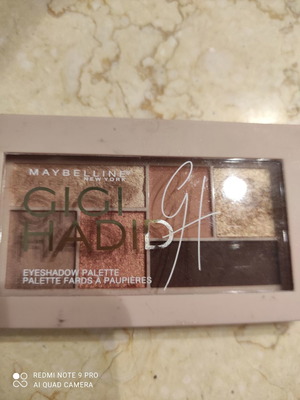 MAYBELLINE
NEW YORK
GIGI
HADID
GH
EYESHADOW PALETTE
PALETTE FARDS À PAUPIÈRES
REDMI NOTE 9 PRO
AI QUAD CAMERA